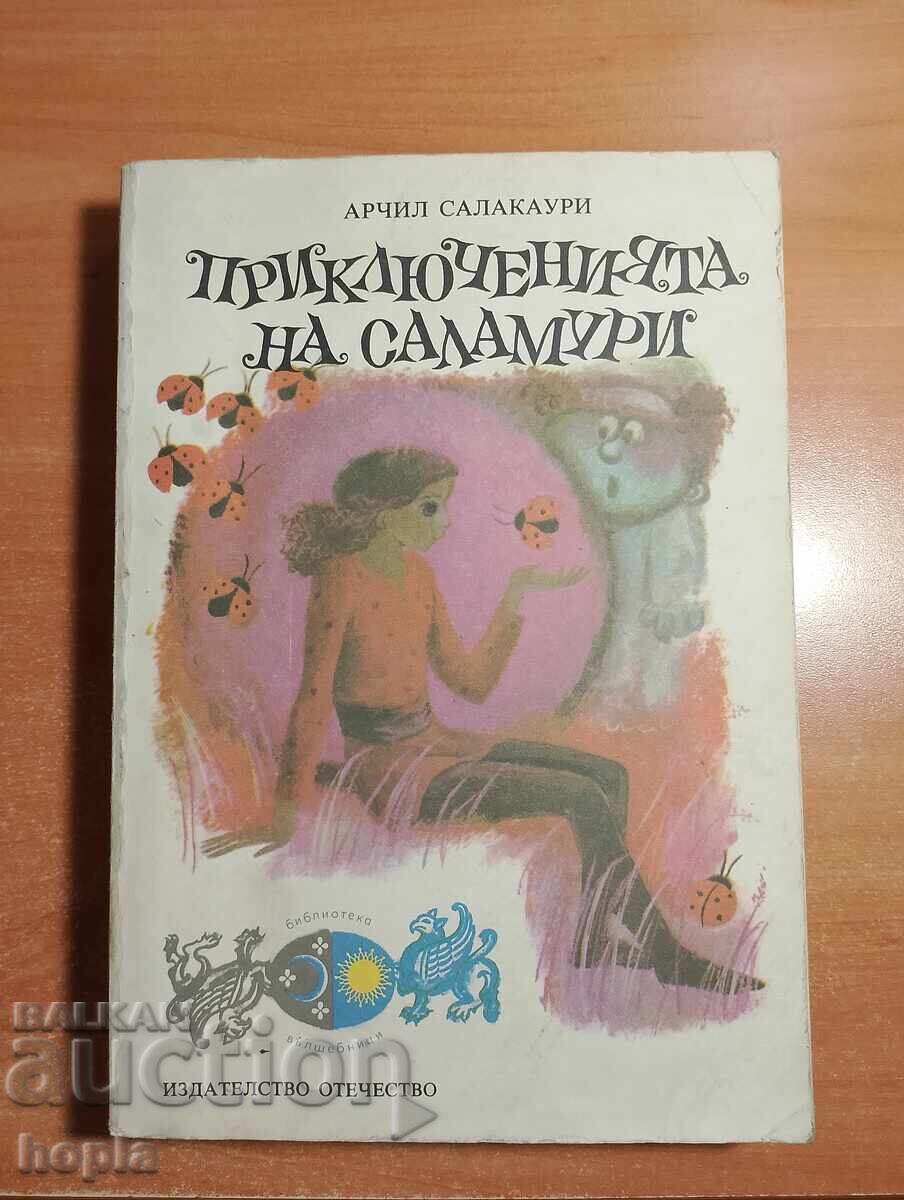 АРЧИЛ САЛАКАУРИ
ПРИКЛЮЧЕНИЯТА
НА САЛАМУРИ
библиотека
вълшебници
ИЗДАТЕЛСТВО ОТЕЧЕСТВО
BALKAN
auction
hopla